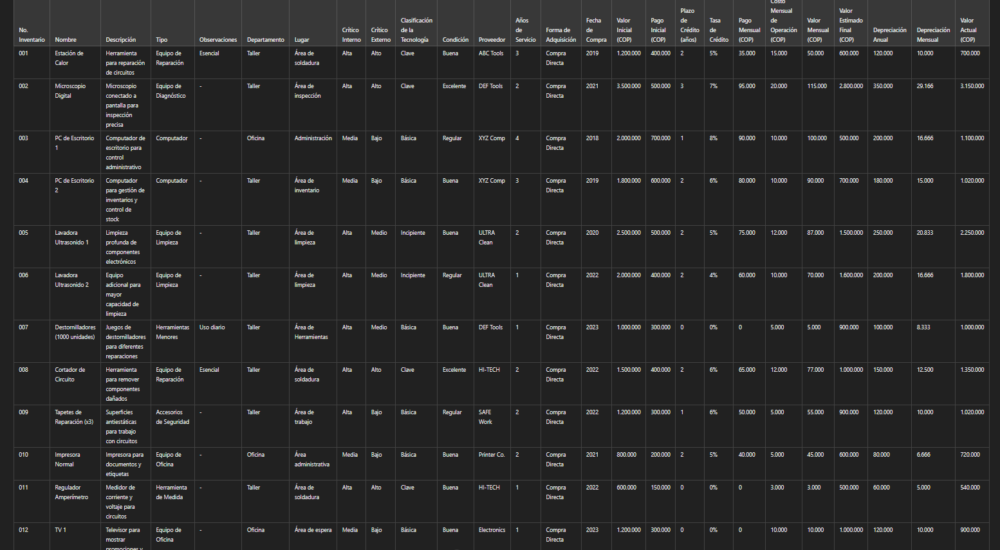 No. Inventario | Nombre | Descripción | Tipo | Observaciones | Departamento | Lugar | Crítico Interno | Crítico Externo | Clasificación de la Tecnología | Condición | Proveedor | Años de Servicio | Forma de Adquisición | Fecha de Compra | Valor Inicial (COP) | Pago Inicial (COP) | Plazo de Crédito (años) | Tasa de Crédito | Pago Mensual (COP) | Costo Mensual de Operación (COP) | Valor Mensual (COP) | Valor Estimado Final (COP) | Depreciación Anual | Depreciación Mensual | Valor Actual (COP)
001 | Estación de Calor | Herramienta para reparación de circuitos | Equipo de Reparación | Esencial | Taller | Área de soldadura | Alta | Alto | Clave | Buena | ABC Tools | 3 | Compra Directa | 2019 | 1.200.000 | 400.000 | 2 | 5% | 35.000 | 15.000 | 50.000 | 600.000 | 120.000 | 10.000 | 700.000
002 | Microscopio Digital | Microscopio conectado a pantalla para inspección precisa | Equipo de Diagnóstico | - | Taller | Área de inspección | Alta | Alto | Clave | Excelente | DEF Tools | 2 | Compra Directa | 2021 | 3.500.000 | 500.000 | 3 | 7% | 95.000 | 20.000 | 115.000 | 2.800.000 | 350.000 | 29.166 | 3.150.000
003 | PC de Escritorio 1 | Computador de escritorio para control administrativo | Computador | - | Oficina | Administración | Media | Bajo | Básica | Regular | XYZ Comp | 4 | Compra Directa | 2018 | 2.000.000 | 700.000 | 1 | 8% | 90.000 | 10.000 | 100.000 | 500.000 | 200.000 | 16.666 | 1.100.000
004 | PC de Escritorio 2 | Computador para gestión de inventarios y control de stock | Computador | - | Taller | Área de inventario | Media | Bajo | Básica | Buena | XYZ Comp | 3 | Compra Directa | 2019 | 1.800.000 | 600.000 | 2 | 6% | 80.000 | 10.000 | 90.000 | 700.000 | 180.000 | 15.000 | 1.020.000
005 | Lavadora Ultrasonido 1 | Limpieza profunda de componentes electrónicos | Equipo de Limpieza | - | Taller | Área de limpieza | Alta | Medio | Incipiente | Buena | ULTRA Clean | 2 | Compra Directa | 2020 | 2.500.000 | 500.000 | 2 | 5% | 75.000 | 12.000 | 87.000 | 1.500.000 | 250.000 | 20.833 | 2.250.000
006 | Lavadora Ultrasonido 2 | Equipo adicional para mayor capacidad de limpieza | Equipo de Limpieza | - | Taller | Área de limpieza | Alta | Medio | Incipiente | Regular | ULTRA Clean | 1 | Compra Directa | 2022 | 2.000.000 | 400.000 | 2 | 4% | 60.000 | 10.000 | 70.000 | 1.600.000 | 200.000 | 16.666 | 1.800.000
007 | Destornilladores (1000 unidades) | Juegos de destornilladores para diferentes reparaciones | Herramientas Menores | Uso diario | Taller | Área de Herramientas | Alta | Medio | Básica | Buena | DEF Tools | 1 | Compra Directa | 2023 | 1.000.000 | 300.000 | 0 | 0% | 0 | 5.000 | 5.000 | 900.000 | 100.000 | 8.333 | 1.000.000
008 | Cortador de Circuito | Herramienta para remover componentes dañados | Equipo de Reparación | Esencial | Taller | Área de soldadura | Alta | Alto | Clave | Excelente | HI-TECH | 2 | Compra Directa | 2022 | 1.500.000 | 400.000 | 2 | 6% | 65.000 | 12.000 | 77.000 | 1.000.000 | 150.000 | 12.500 | 1.350.000
009 | Tapetes de Reparación (x3) | Superficies antiestáticas para trabajo con circuitos | Accesorios de Seguridad | - | Taller | Área de trabajo | Alta | Bajo | Básica | Regular | SAFE Work | 2 | Compra Directa | 2022 | 1.200.000 | 300.000 | 1 | 6% | 50.000 | 5.000 | 55.000 | 900.000 | 120.000 | 10.000 | 1.020.000
010 | Impresora Normal | Impresora para documentos y etiquetas | Equipo de Oficina | - | Oficina | Área administrativa | Media | Bajo | Básica | Buena | Printer Co. | 2 | Compra Directa | 2021 | 800.000 | 200.000 | 2 | 5% | 40.000 | 5.000 | 45.000 | 600.000 | 80.000 | 6.666 | 720.000
011 | Regulador Amperímetro | Medidor de corriente y voltaje para circuitos | Herramienta de Medida | - | Taller | Área de soldadura | Alta | Alto | Clave | Buena | HI-TECH | 1 | Compra Directa | 2022 | 600.000 | 150.000 | 0 | 0% | 0 | 3.000 | 3.000 | 500.000 | 60.000 | 5.000 | 540.000
012 | TV 1 | Televisor para mostrar promociones y | Equipo de Oficina | - | Oficina | Área de espera | Media | Bajo | Básica | Buena | Electronics | 1 | Compra Directa | 2023 | 1.200.000 | 300.000 | 0 | 0% | 0 | 10.000 | 10.000 | 1.000.000 | 120.000 | 10.000 | 900.000